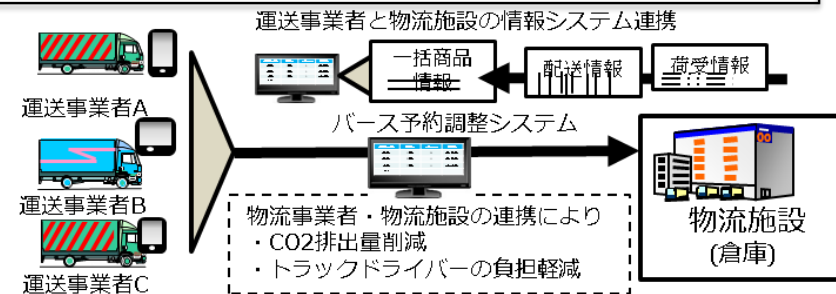 運送事業者と物流施設の情報システム連携
一括商品
情報
配送情報
荷受情報
運送事業者A
バース予約調整システム
運送事業者B
物流事業者・物流施設の連携により
・CO2排出量削減
・トラックドライバーの負担軽減
物流施設
(倉庫)
運送事業者C